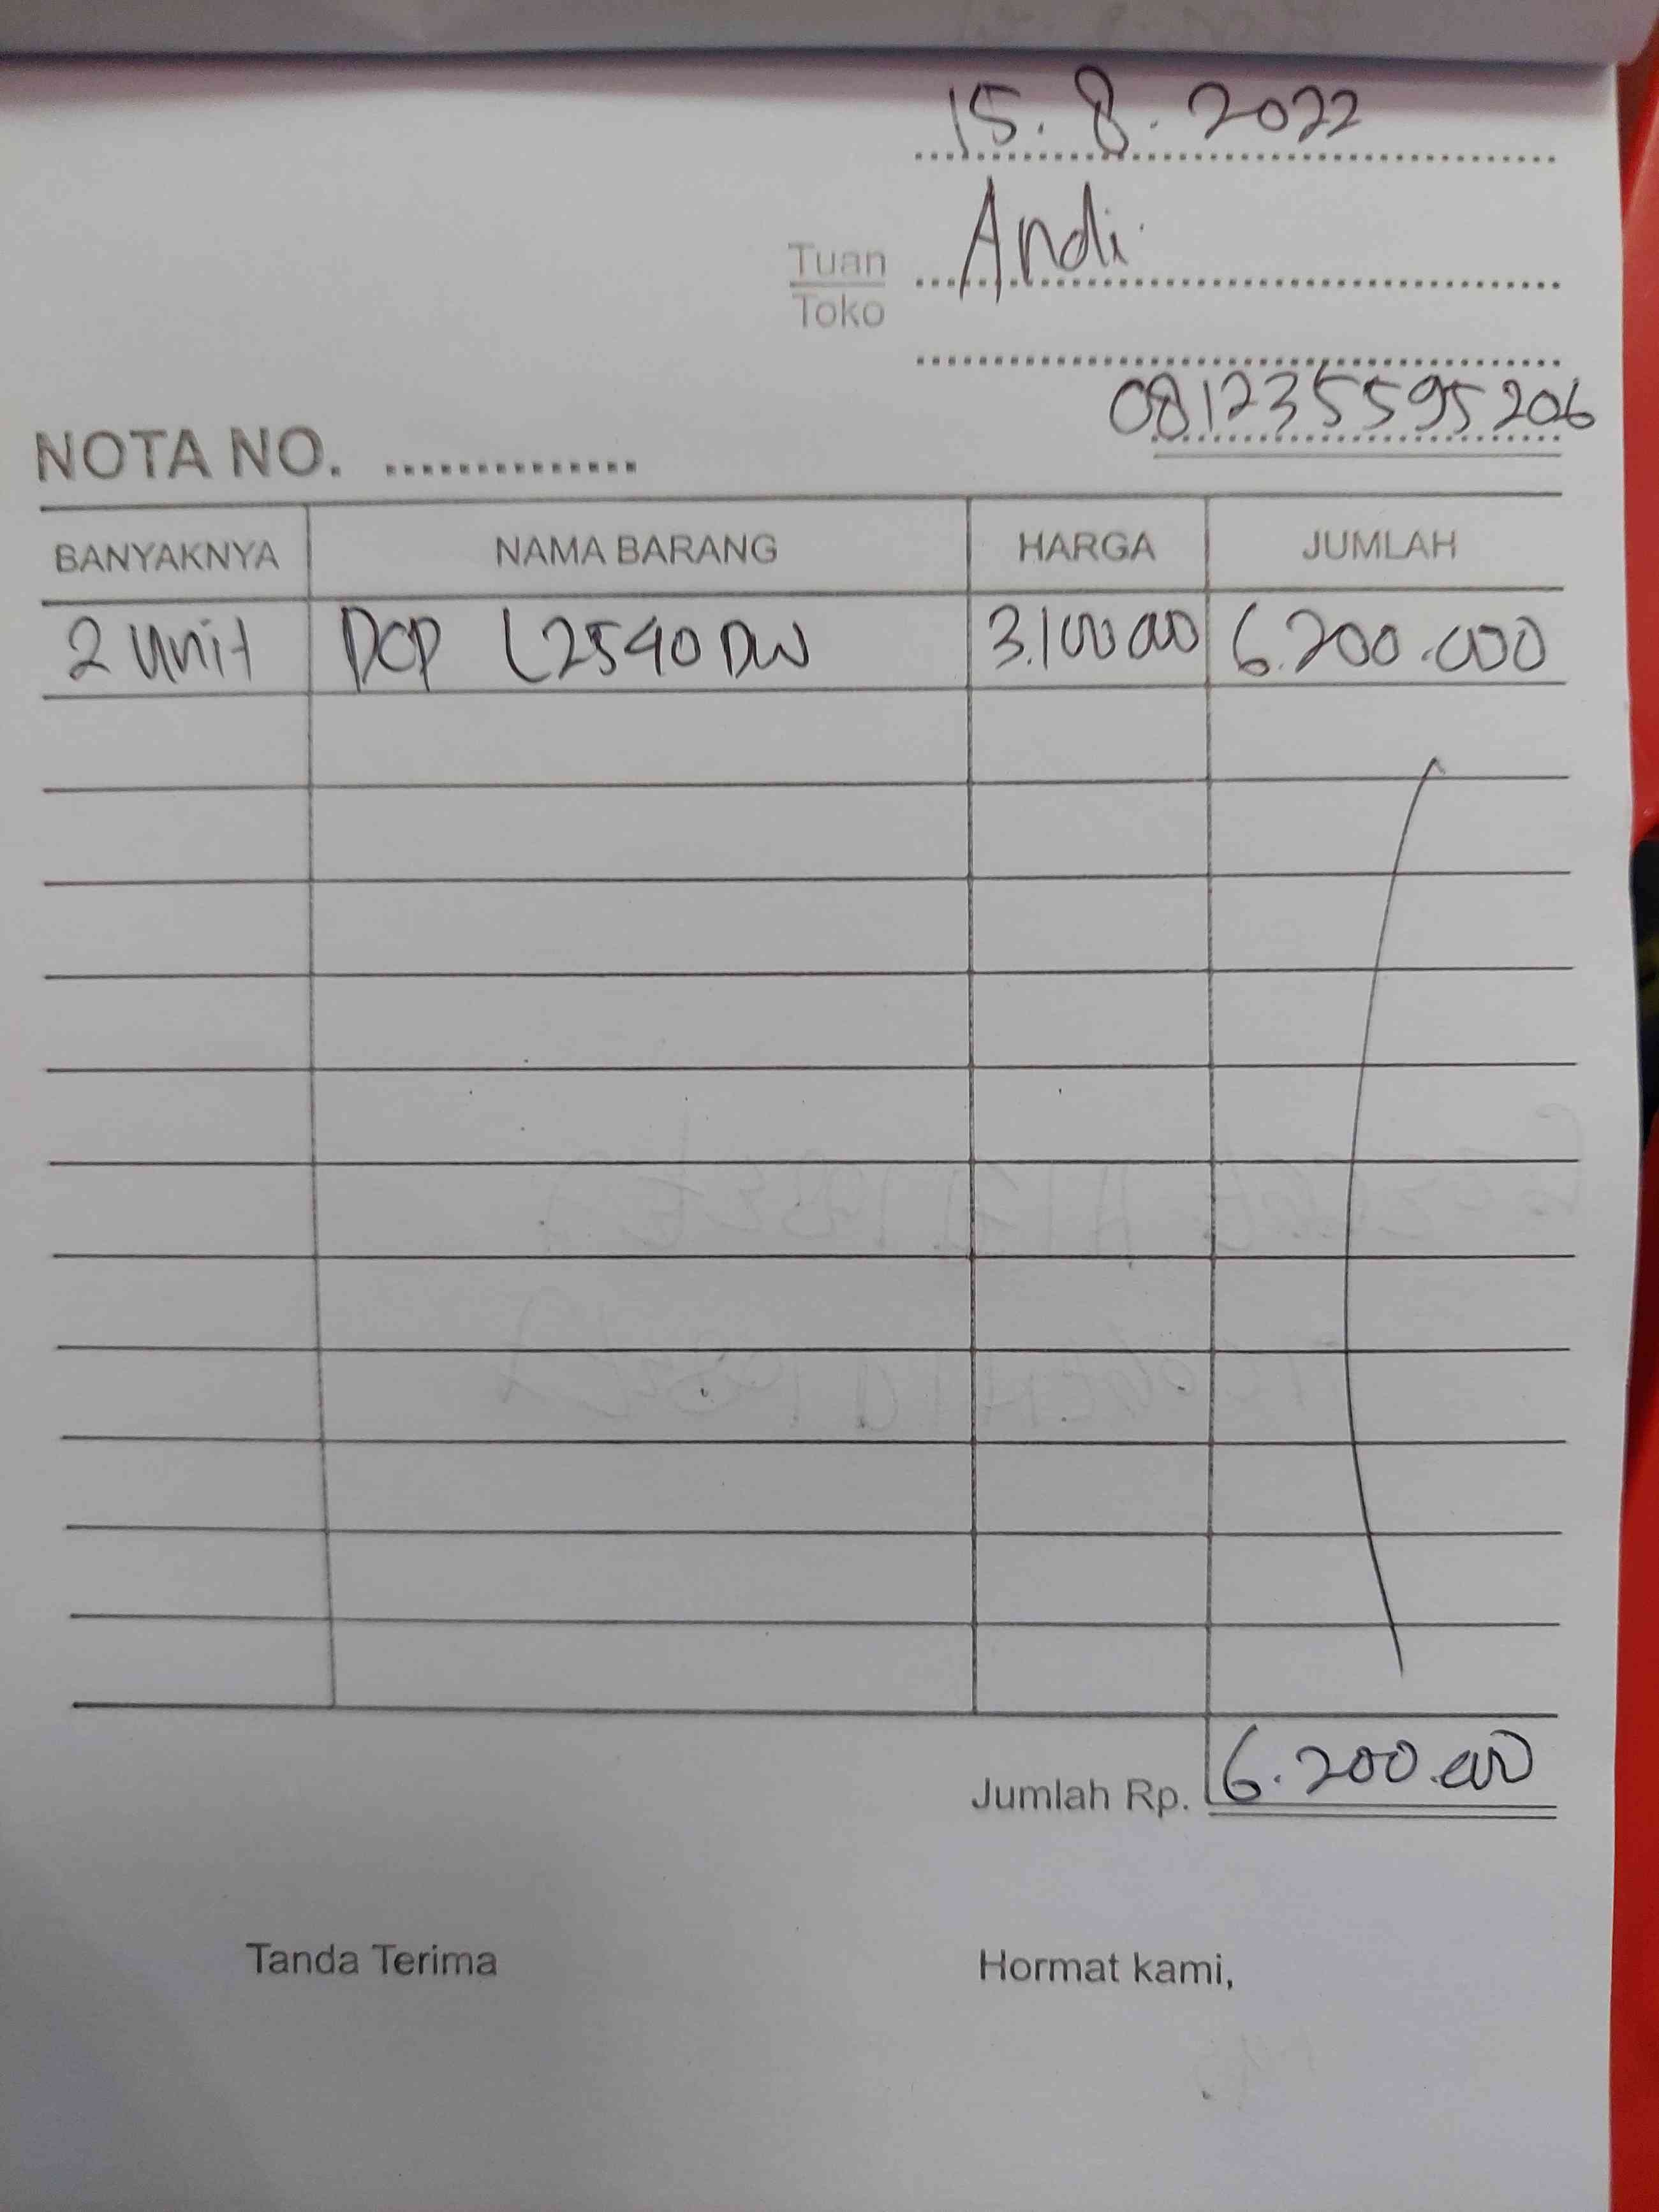 15.8.2022
Tuan Andi
Toko
081235595206
NOTA NO. ..............
BANYAKNYA NAMA BARANG HARGA JUMLAH
2 Unit DCP L2540DW 3.100.000 6.200.000
Jumlah Rp. 6.200.000
Tanda Terima Hormat kami,